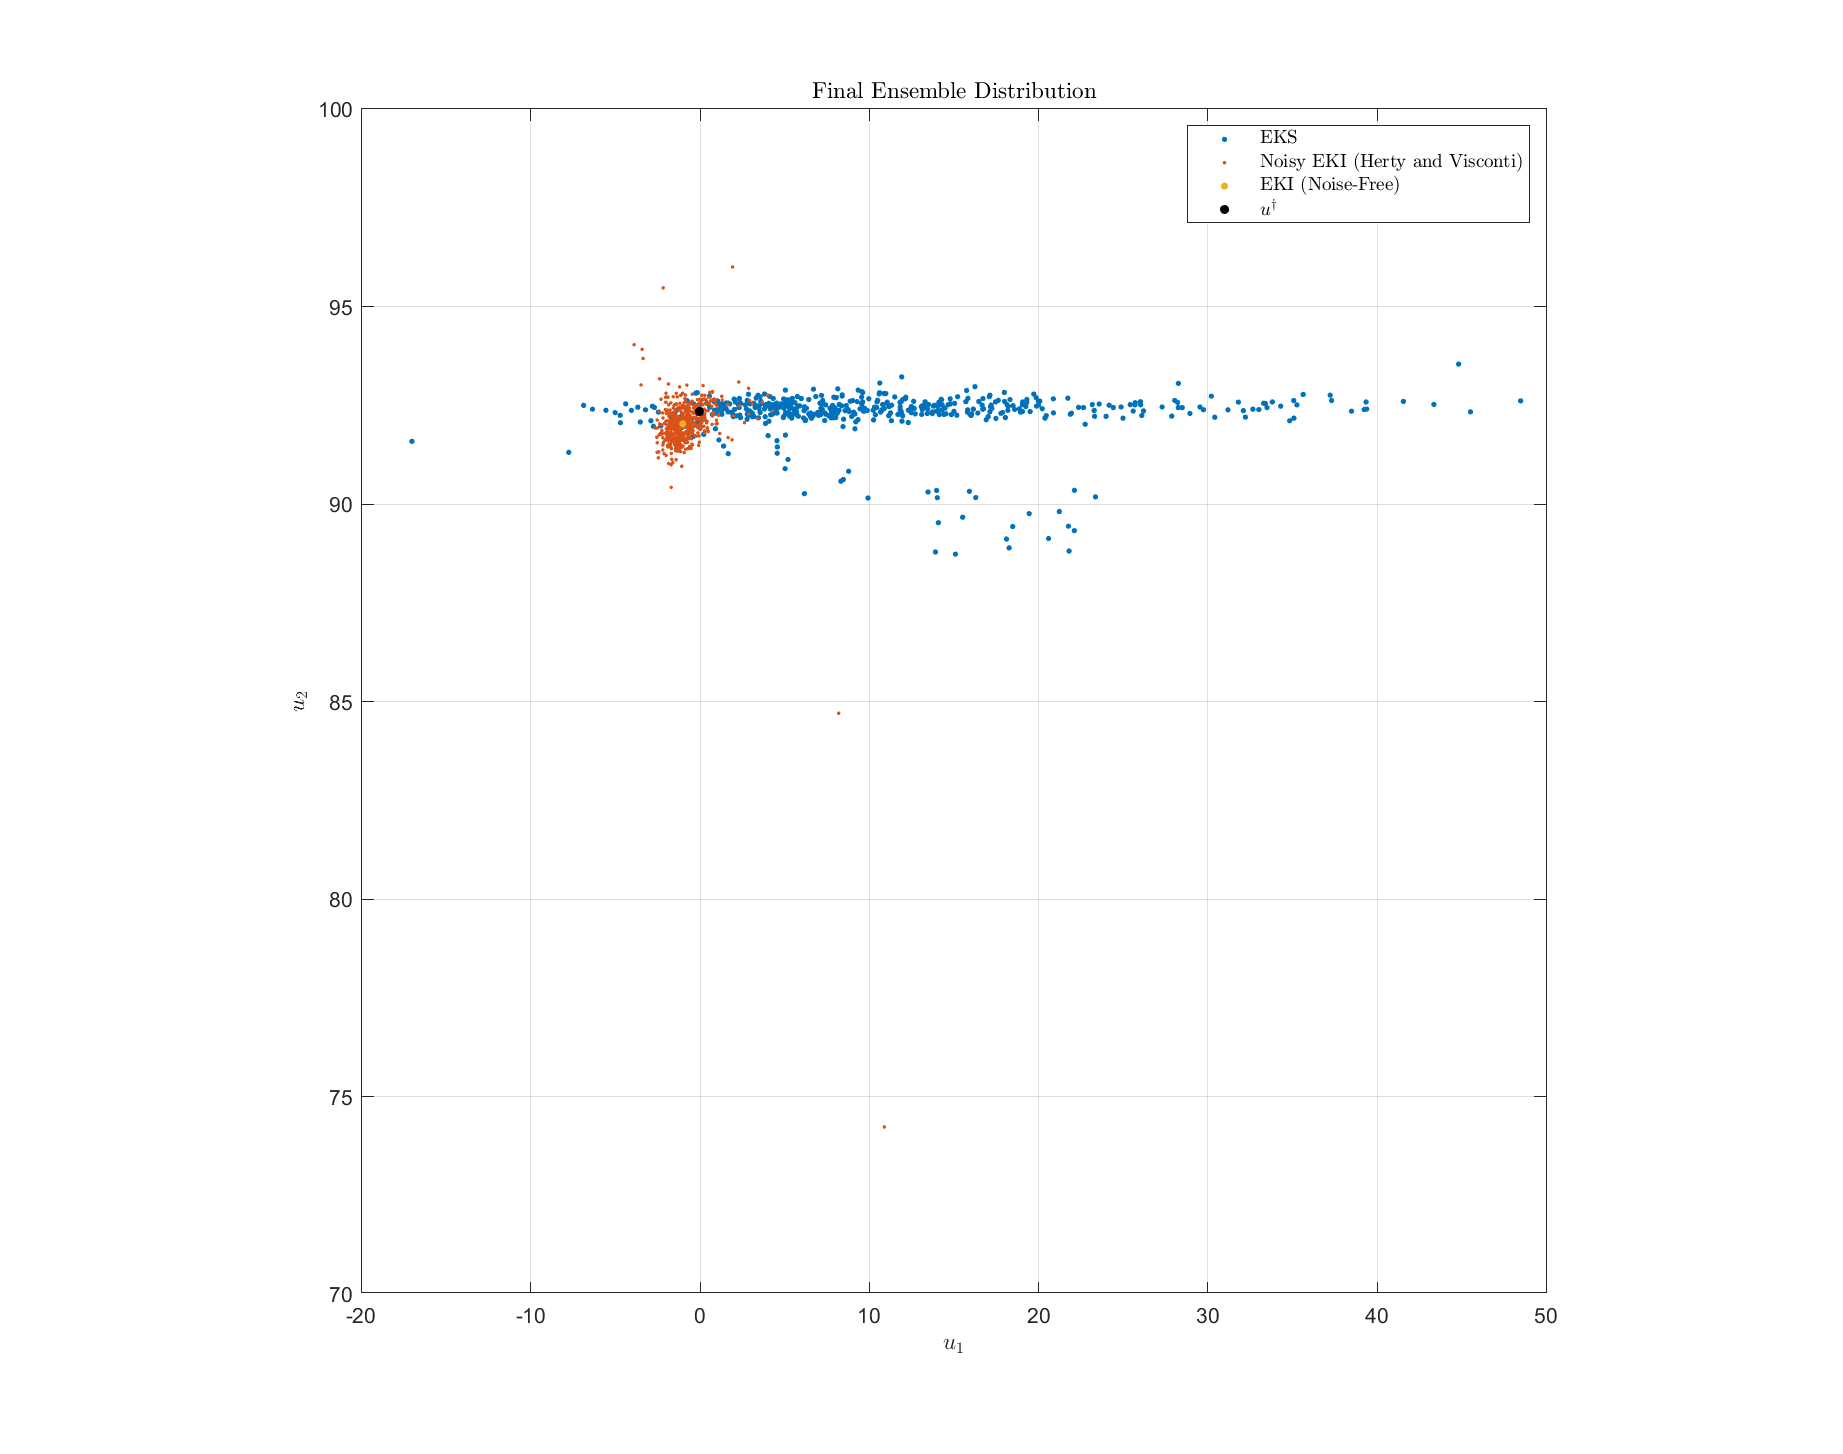 Final Ensemble Distribution
100
EKS
Noisy EKI (Herty and Visconti)
EKI (Noise-Free)
u†
95
90
85
u₂
80
75
70
-20 -10 0 10 20 30 40 50
u₁